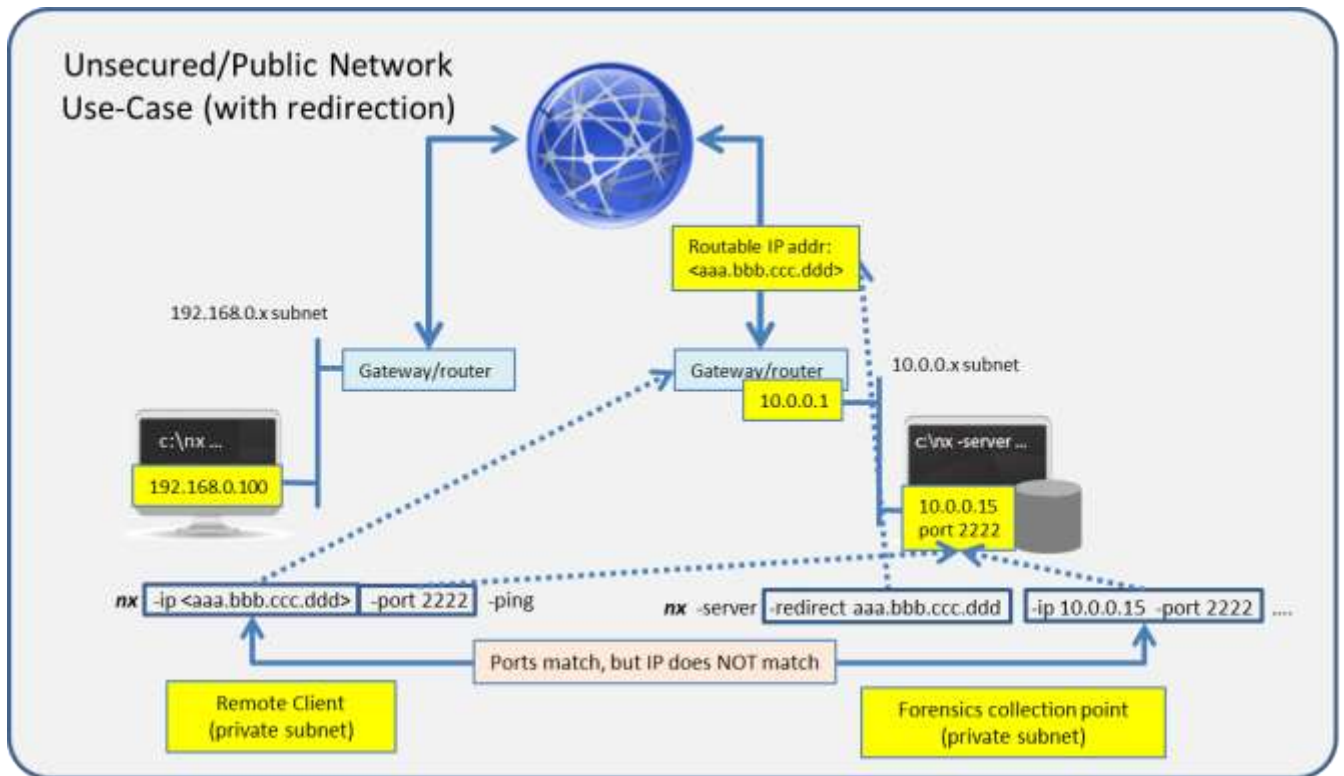 Unsecured/Public Network
Use-Case (with redirection)
Routable IP addr:
<aaa.bbb.ccc.ddd>
192.168.0.x subnet
Gateway/router
Gateway/router
10.0.0.x subnet
10.0.0.1
c:\nx ...
c:\nx -server ...
192.168.0.100
10.0.0.15
port 2222
nx -ip <aaa.bbb.ccc.ddd> -port 2222 -ping
nx -server -redirect aaa.bbb.ccc.ddd -ip 10.0.0.15 -port 2222 ....
Ports match, but IP does NOT match
Remote Client
(private subnet)
Forensics collection point
(private subnet)